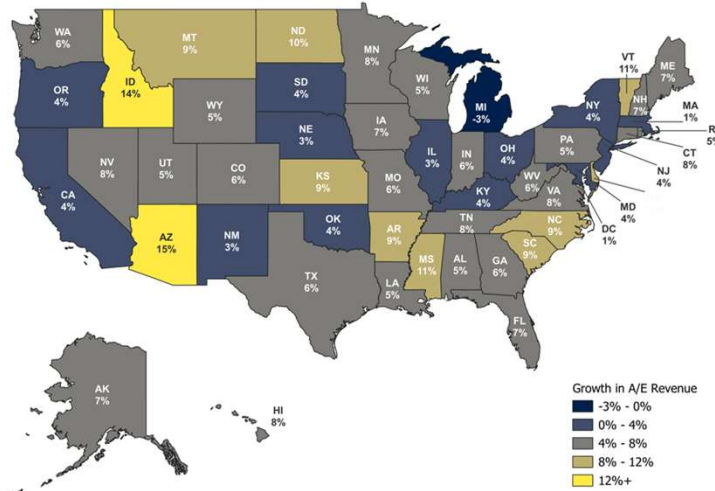 WA
6%
OR
4%
CA
4%
NV
8%
ID
14%
MT
9%
WY
5%
UT
5%
AZ
15%
CO
6%
NM
3%
ND
10%
SD
4%
NE
3%
KS
9%
OK
4%
TX
6%
MN
8%
IA
7%
MO
6%
AR
9%
LA
5%
WI
5%
IL
3%
MI
-3%
IN
6%
OH
4%
KY
4%
TN
8%
MS
11%
AL
5%
GA
6%
FL
7%
SC
9%
NC
9%
VA
8%
WV
6%
PA
5%
NY
4%
VT
11%
NH
7%
ME
7%
MA
1%
R
5%
CT
8%
NJ
4%
MD
4%
DC
1%
AK
7%
HI
8%
Growth in A/E Revenue
-3% - 0%
0% - 4%
4% - 8%
8% - 12%
12%+